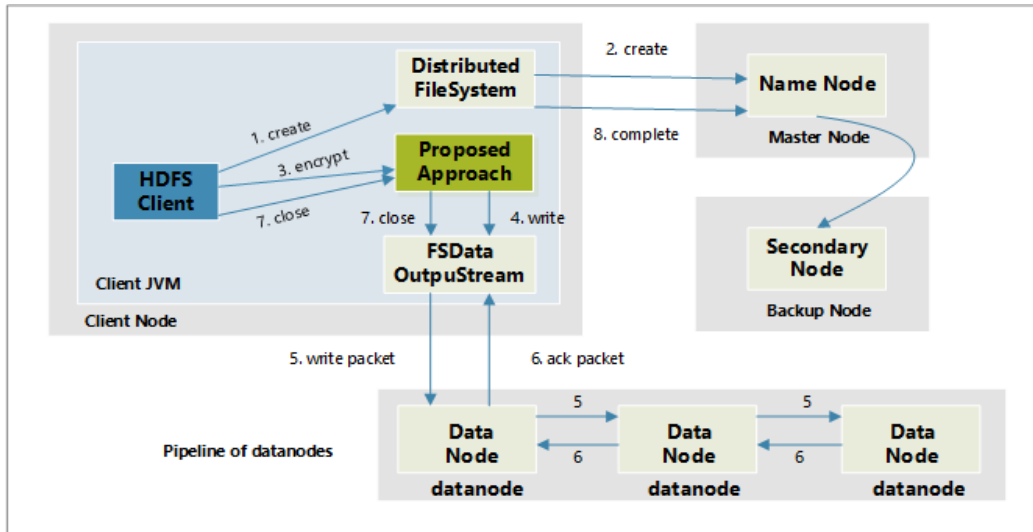 Distributed
FileSystem
2. create
Name Node
8. complete
Master Node
1. create
3. encrypt
7. close
HDFS
Client
Proposed
Approach
7. close
4. write
FSData
OutpuStream
Client JVM
Client Node
Secondary
Node
Backup Node
5. write packet
6. ack packet
Pipeline of datanodes
Data
Node
datanode
5
6
Data
Node
datanode
5
6
Data
Node
datanode